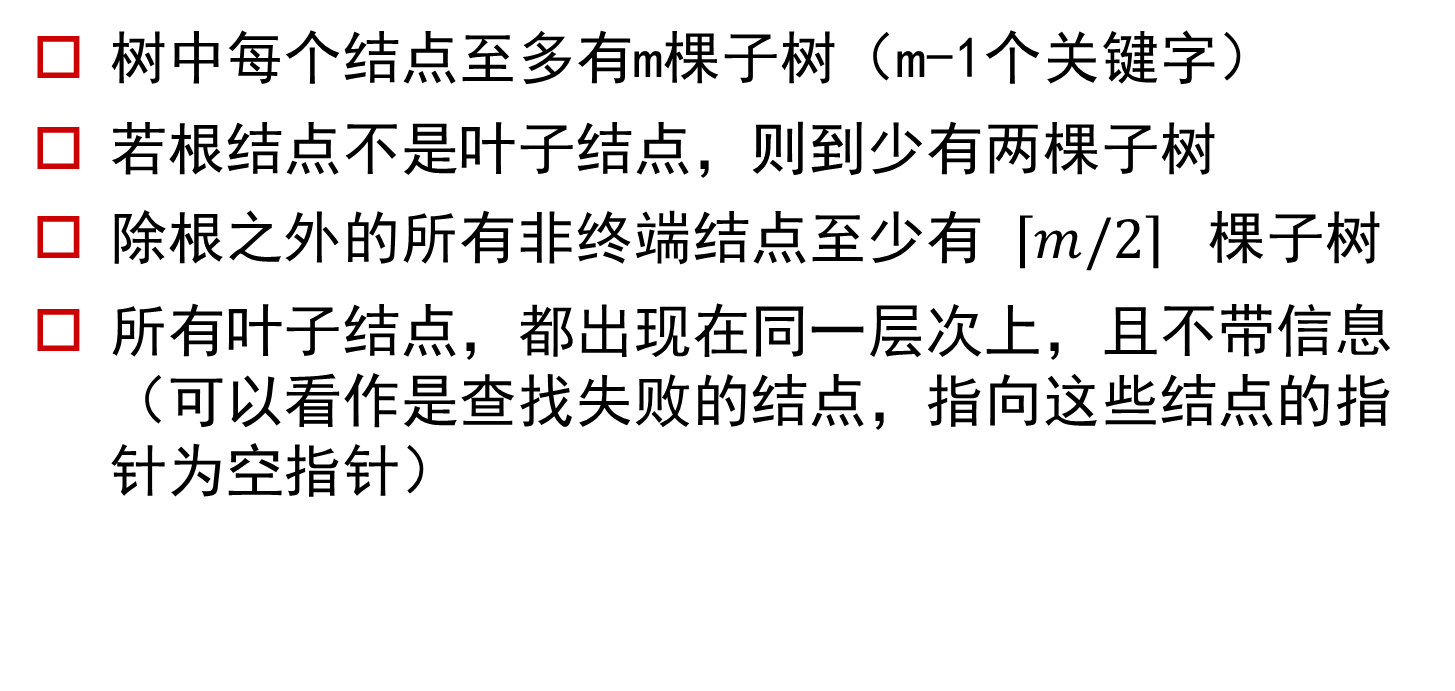 树中每个结点至多有m棵子树（m-1个关键字）
若根结点不是叶子结点，则到少有两棵子树
除根之外的所有非终端结点至少有 ⌈m/2⌉ 棵子树
所有叶子结点，都出现在同一层次上，且不带信息
（可以看作是查找失败的结点，指向这些结点的指
针为空指针）